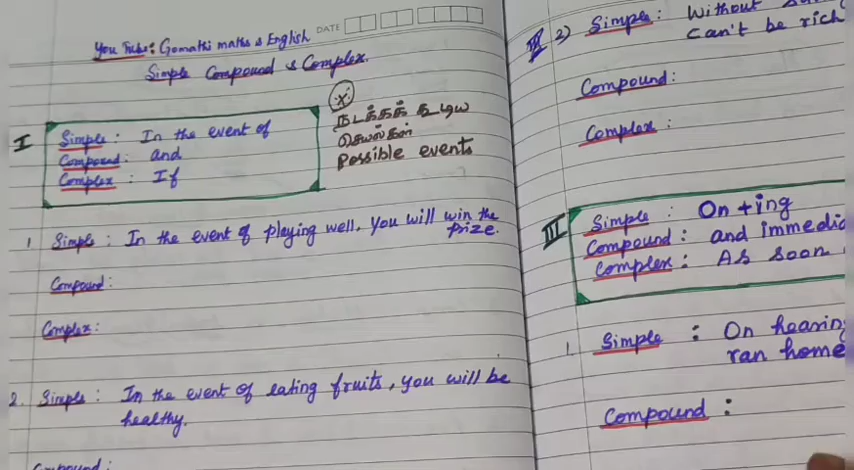 DATE
You Tube: Gomathi maths & English
Simple Compound & Complex.
I
Simple: In the event of
Compound: and
Complex: If
(x)
நடக்கக் கூடிய
செயல்கள்
possible events
1 Simple: In the event of playing well, you will win the
prize.
Compound:
Complex:
2. Simple: In the event of eating fruits, you will be
healthy.
Compound:
II 2) Simple: Without
can't be rich
Compound:
Complex:
III
Simple: On + ing
Compound: and immedia
Complex: As soon
1. Simple: On hearing
ran home
Compound: